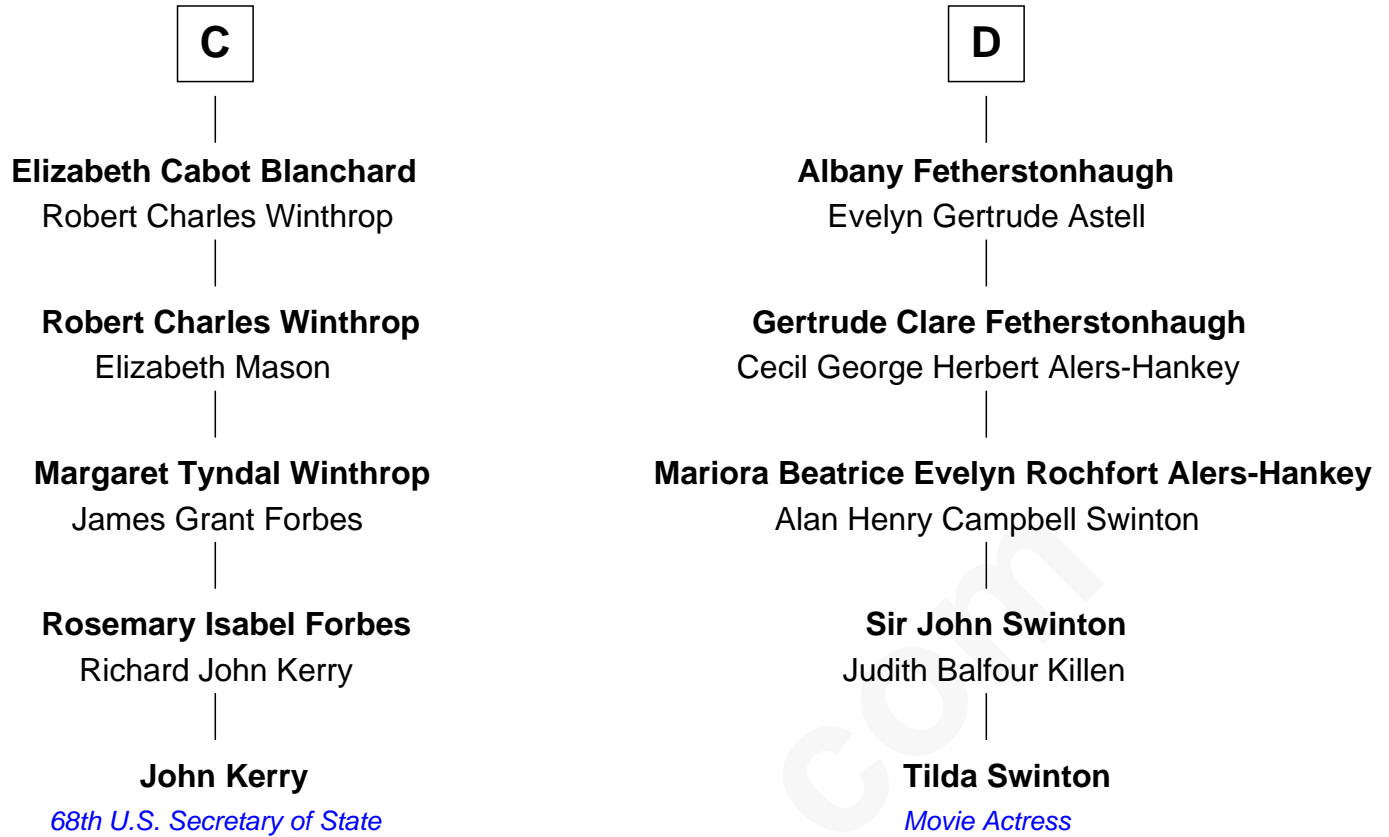 C
Elizabeth Cabot Blanchard
Robert Charles Winthrop
Robert Charles Winthrop
Elizabeth Mason
Margaret Tyndal Winthrop
James Grant Forbes
Rosemary Isabel Forbes
Richard John Kerry
John Kerry
68th U.S. Secretary of State
D
Albany Fetherstonhaugh
Evelyn Gertrude Astell
Gertrude Clare Fetherstonhaugh
Cecil George Herbert Alers-Hankey
Mariora Beatrice Evelyn Rochfort Alers-Hankey
Alan Henry Campbell Swinton
Sir John Swinton
Judith Balfour Killen
Tilda Swinton
Movie Actress
com